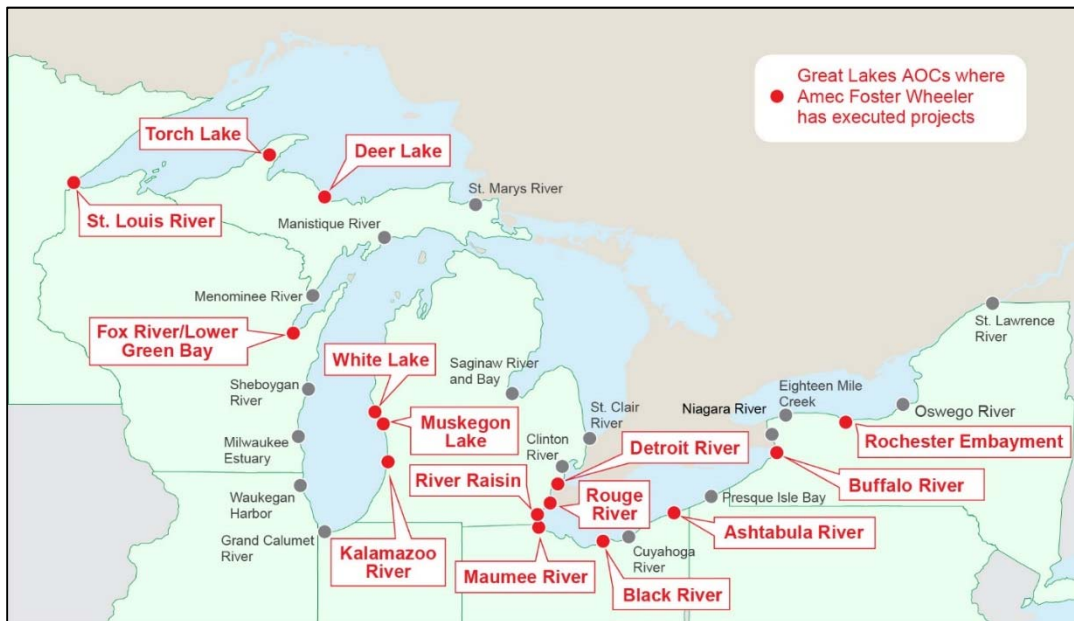 Great Lakes AOCs where
Amec Foster Wheeler
has executed projects
Torch Lake
Deer Lake
St. Marys River
St. Louis River
Manistique River
Menominee River
Fox River/Lower
Green Bay
St. Lawrence
River
White Lake
Saginaw River
and Bay
Sheboygan
River
Eighteen Mile
Creek
Niagara River
Oswego River
St. Clair
River
Muskegon
Lake
Milwaukee
Estuary
Clinton
River
Detroit River
Rochester Embayment
River Raisin
Rouge
River
Buffalo River
Waukegan
Harbor
Presque Isle Bay
Ashtabula River
Grand Calumet
River
Kalamazoo
River
Maumee River
Cuyahoga
River
Black River